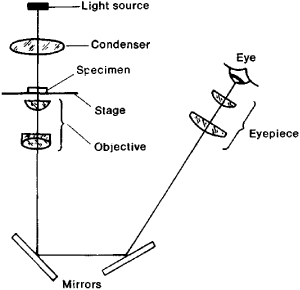 Light source
Condenser
Specimen
Eye
Stage
Objective
Eyepiece
Mirrors